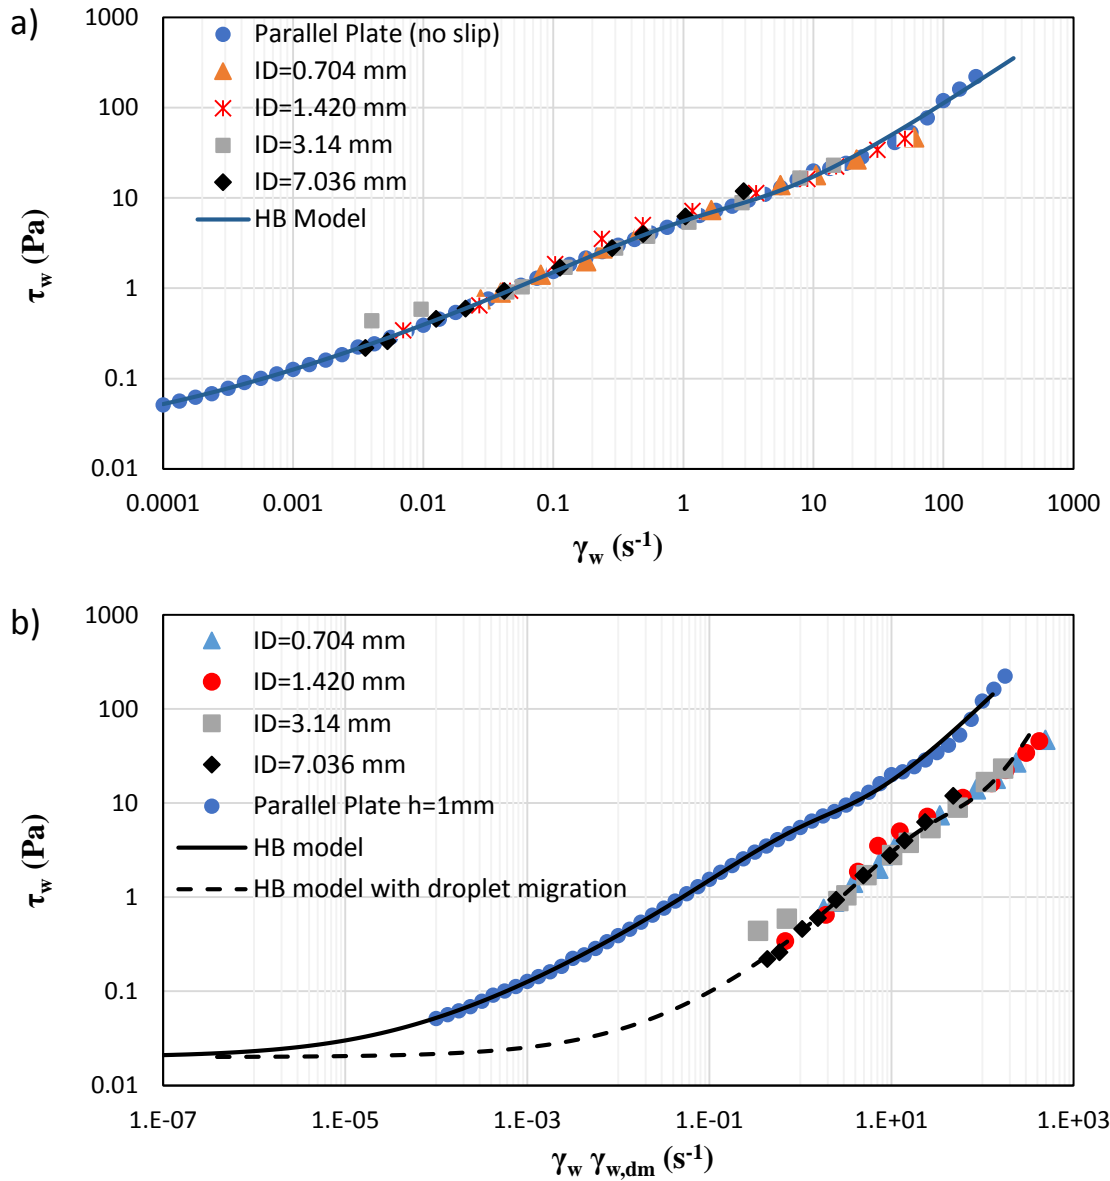 a)
1000
100
10
1
0.1
0.01
τw (Pa)
Parallel Plate (no slip)
ID=0.704 mm
ID=1.420 mm
ID=3.14 mm
ID=7.036 mm
HB Model
0.0001 0.001 0.01 0.1 1 10 100 1000
γw (s⁻¹)
b)
1000
100
10
1
0.1
0.01
τw (Pa)
ID=0.704 mm
ID=1.420 mm
ID=3.14 mm
ID=7.036 mm
Parallel Plate h=1mm
HB model
HB model with droplet migration
1.E-07 1.E-05 1.E-03 1.E-01 1.E+01 1.E+03
γw γw,dm (s⁻¹)